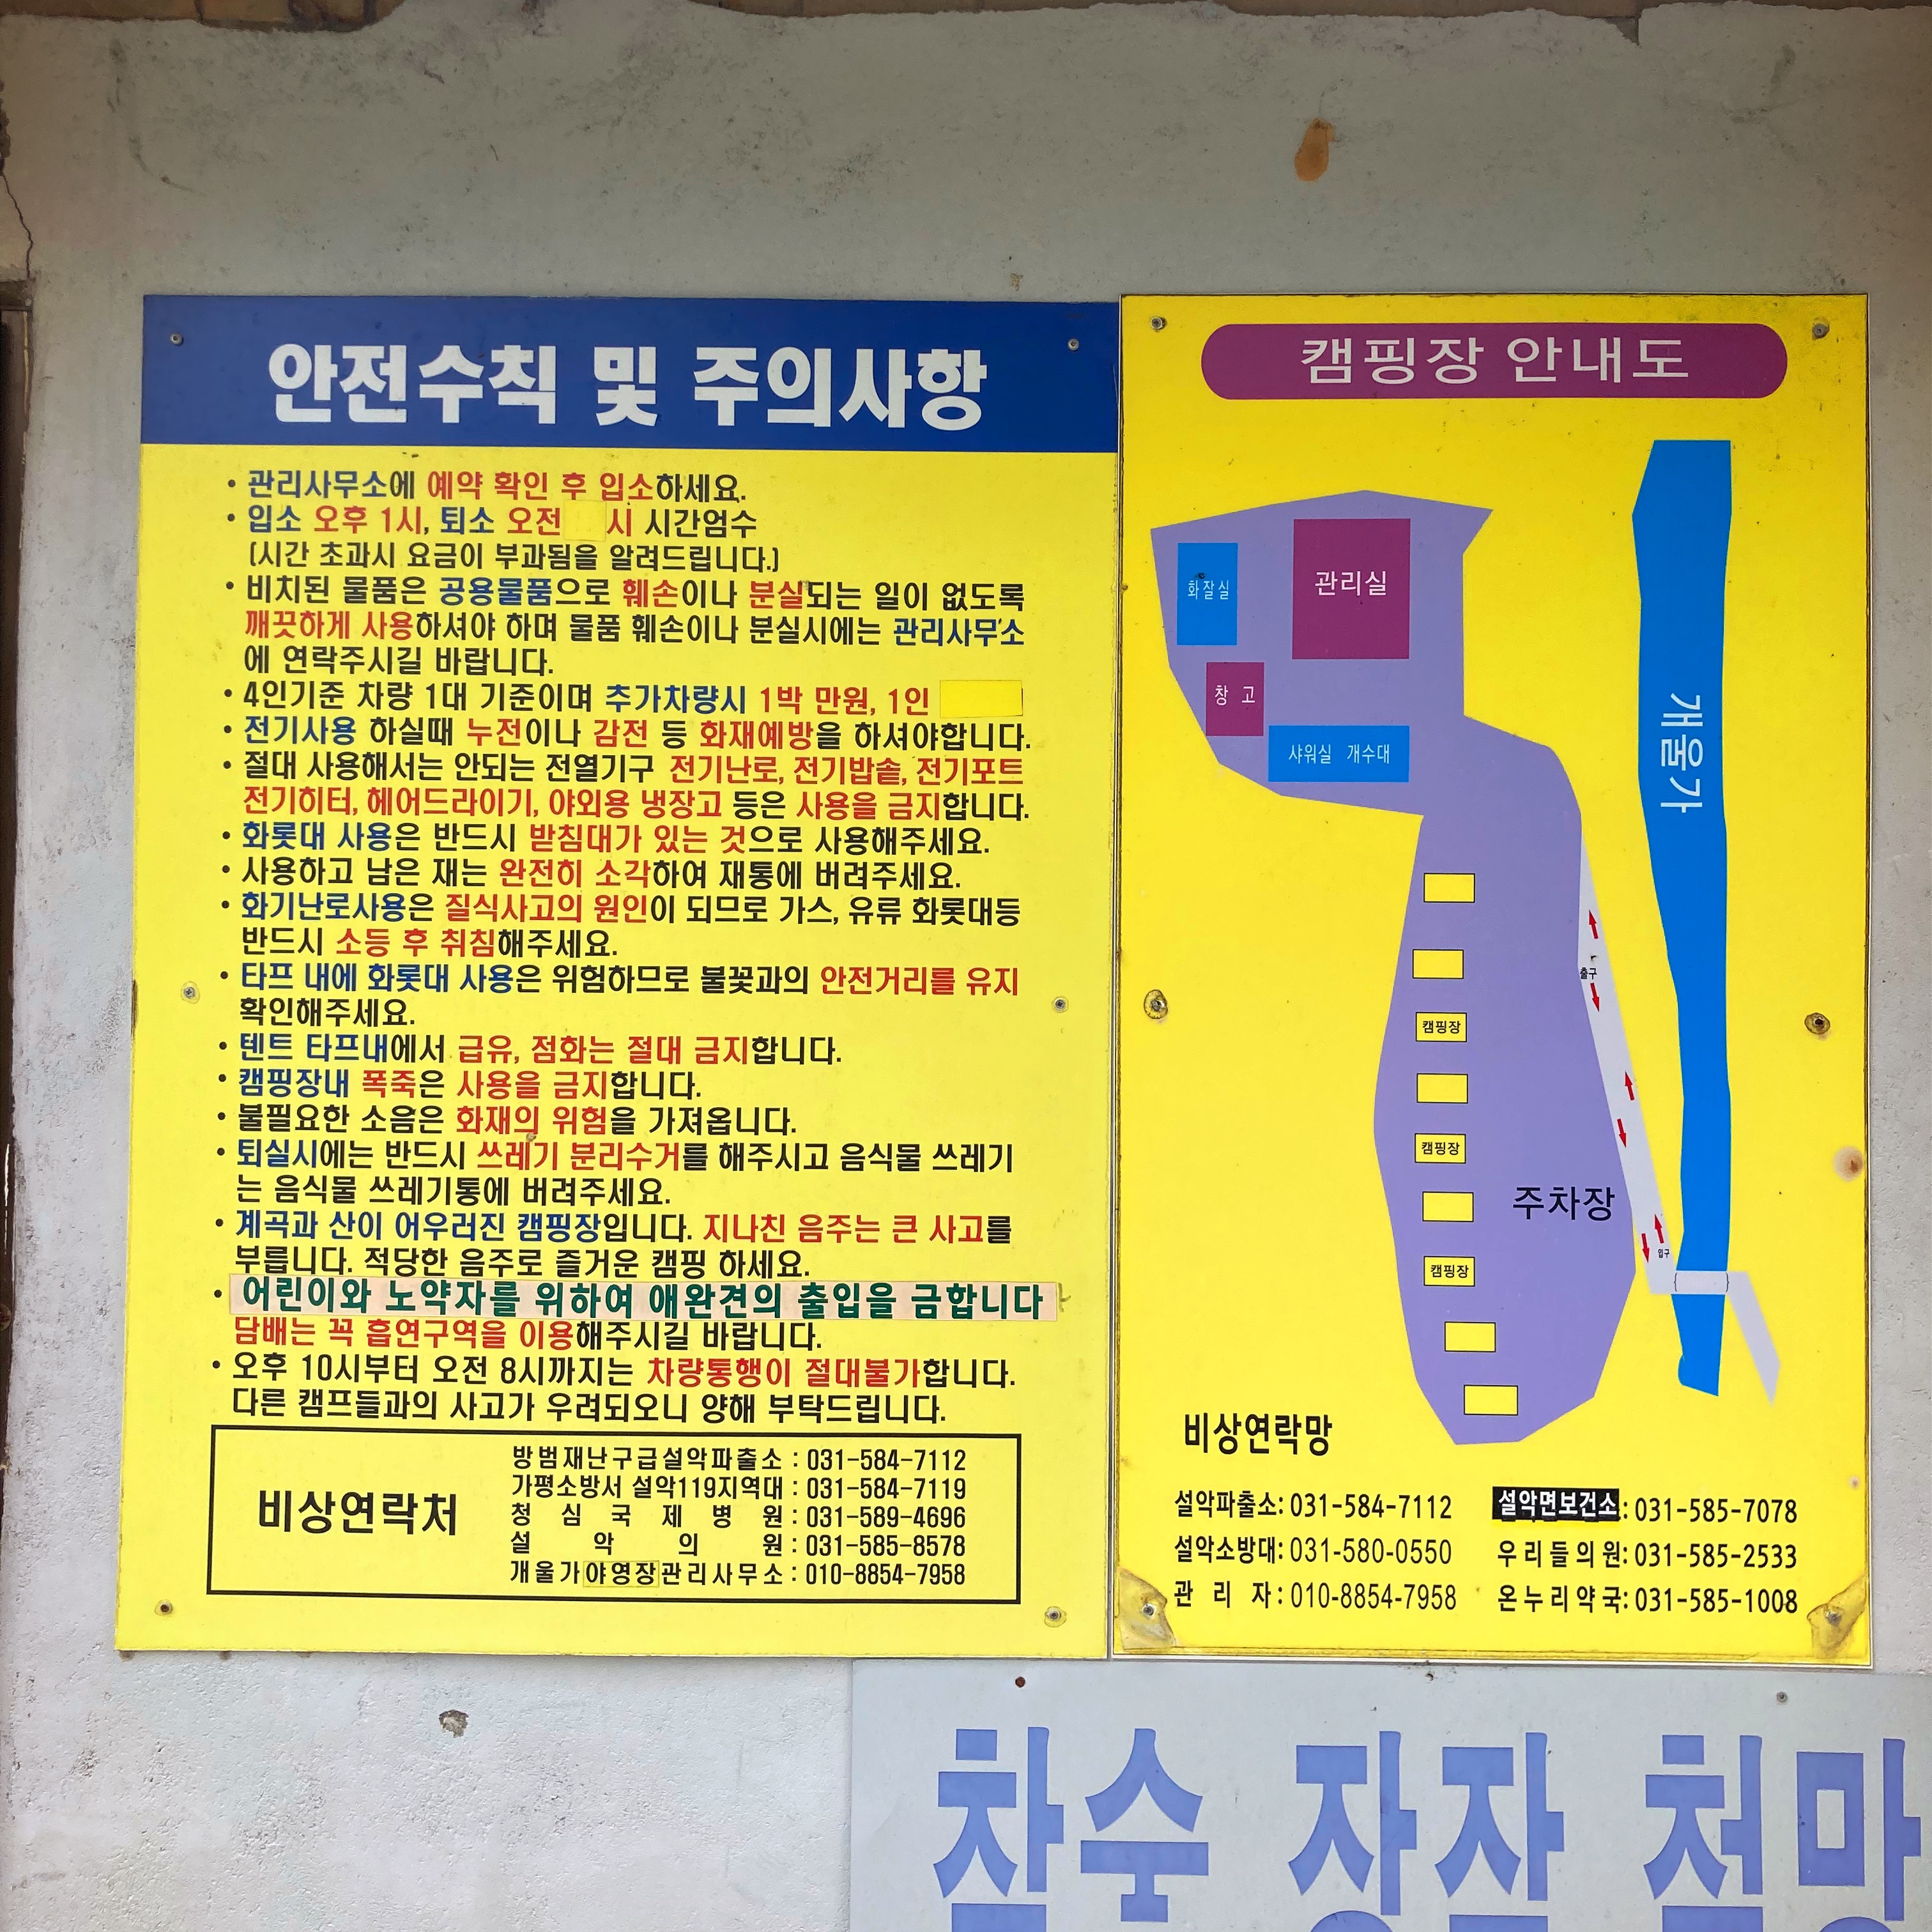 안전수칙 및 주의사항
• 관리사무소에 예약 확인 후 입소하세요.
• 입소 오후 1시, 퇴소 오전 시 시간엄수
(시간 초과시 요금이 부과됨을 알려드립니다.)
• 비치된 물품은 공용물품으로 훼손이나 분실되는 일이 없도록
깨끗하게 사용하셔야 하며 물품 훼손이나 분실시에는 관리사무소
에 연락주시길 바랍니다.
• 4인기준 차량 1대 기준이며 추가차량시 1박 만원, 1인
• 전기사용 하실때 누전이나 감전 등 화재예방을 하셔야합니다.
• 절대 사용해서는 안되는 전열기구 전기난로, 전기밥솥, 전기포트
전기히터, 헤어드라이기, 야외용 냉장고 등은 사용을 금지합니다.
• 화롯대 사용은 반드시 받침대가 있는 것으로 사용해주세요.
• 사용하고 남은 재는 완전히 소각하여 재통에 버려주세요.
• 화기난로사용은 질식사고의 원인이 되므로 가스, 유류 화롯대등
반드시 소등 후 취침해주세요.
• 타프 내에 화롯대 사용은 위험하므로 불꽃과의 안전거리를 유지
확인해주세요.
• 텐트 타프내에서 급유, 점화는 절대 금지합니다.
• 캠핑장내 폭죽은 사용을 금지합니다.
• 불필요한 소음은 화재의 위험을 가져옵니다.
• 퇴실시에는 반드시 쓰레기 분리수거를 해주시고 음식물 쓰레기
는 음식물 쓰레기통에 버려주세요.
• 계곡과 산이 어우러진 캠핑장입니다. 지나친 음주는 큰 사고를
부릅니다. 적당한 음주로 즐거운 캠핑 하세요.
• 어린이와 노약자를 위하여 애완견의 출입을 금합니다
담배는 꼭 흡연구역을 이용해주시길 바랍니다.
• 오후 10시부터 오전 8시까지는 차량통행이 절대불가합니다.
다른 캠프들과의 사고가 우려되오니 양해 부탁드립니다.
비상연락처
방범재난구급설악파출소 : 031-584-7112
가평소방서 설악119지역대 : 031-584-7119
청심국제병원 : 031-589-4696
설악의원 : 031-585-8578
개울가야영장관리사무소 : 010-8854-7958
캠핑장 안내도
화잘실
관리실
창 고
샤워실 개수대
개울가
출구
캠핑장
캠핑장
주차장
입구
캠핑장
비상연락망
설악파출소: 031-584-7112
설악소방대: 031-580-0550
관 리 자: 010-8854-7958
설악면보건소: 031-585-7078
우리들의원: 031-585-2533
온누리약국: 031-585-1008